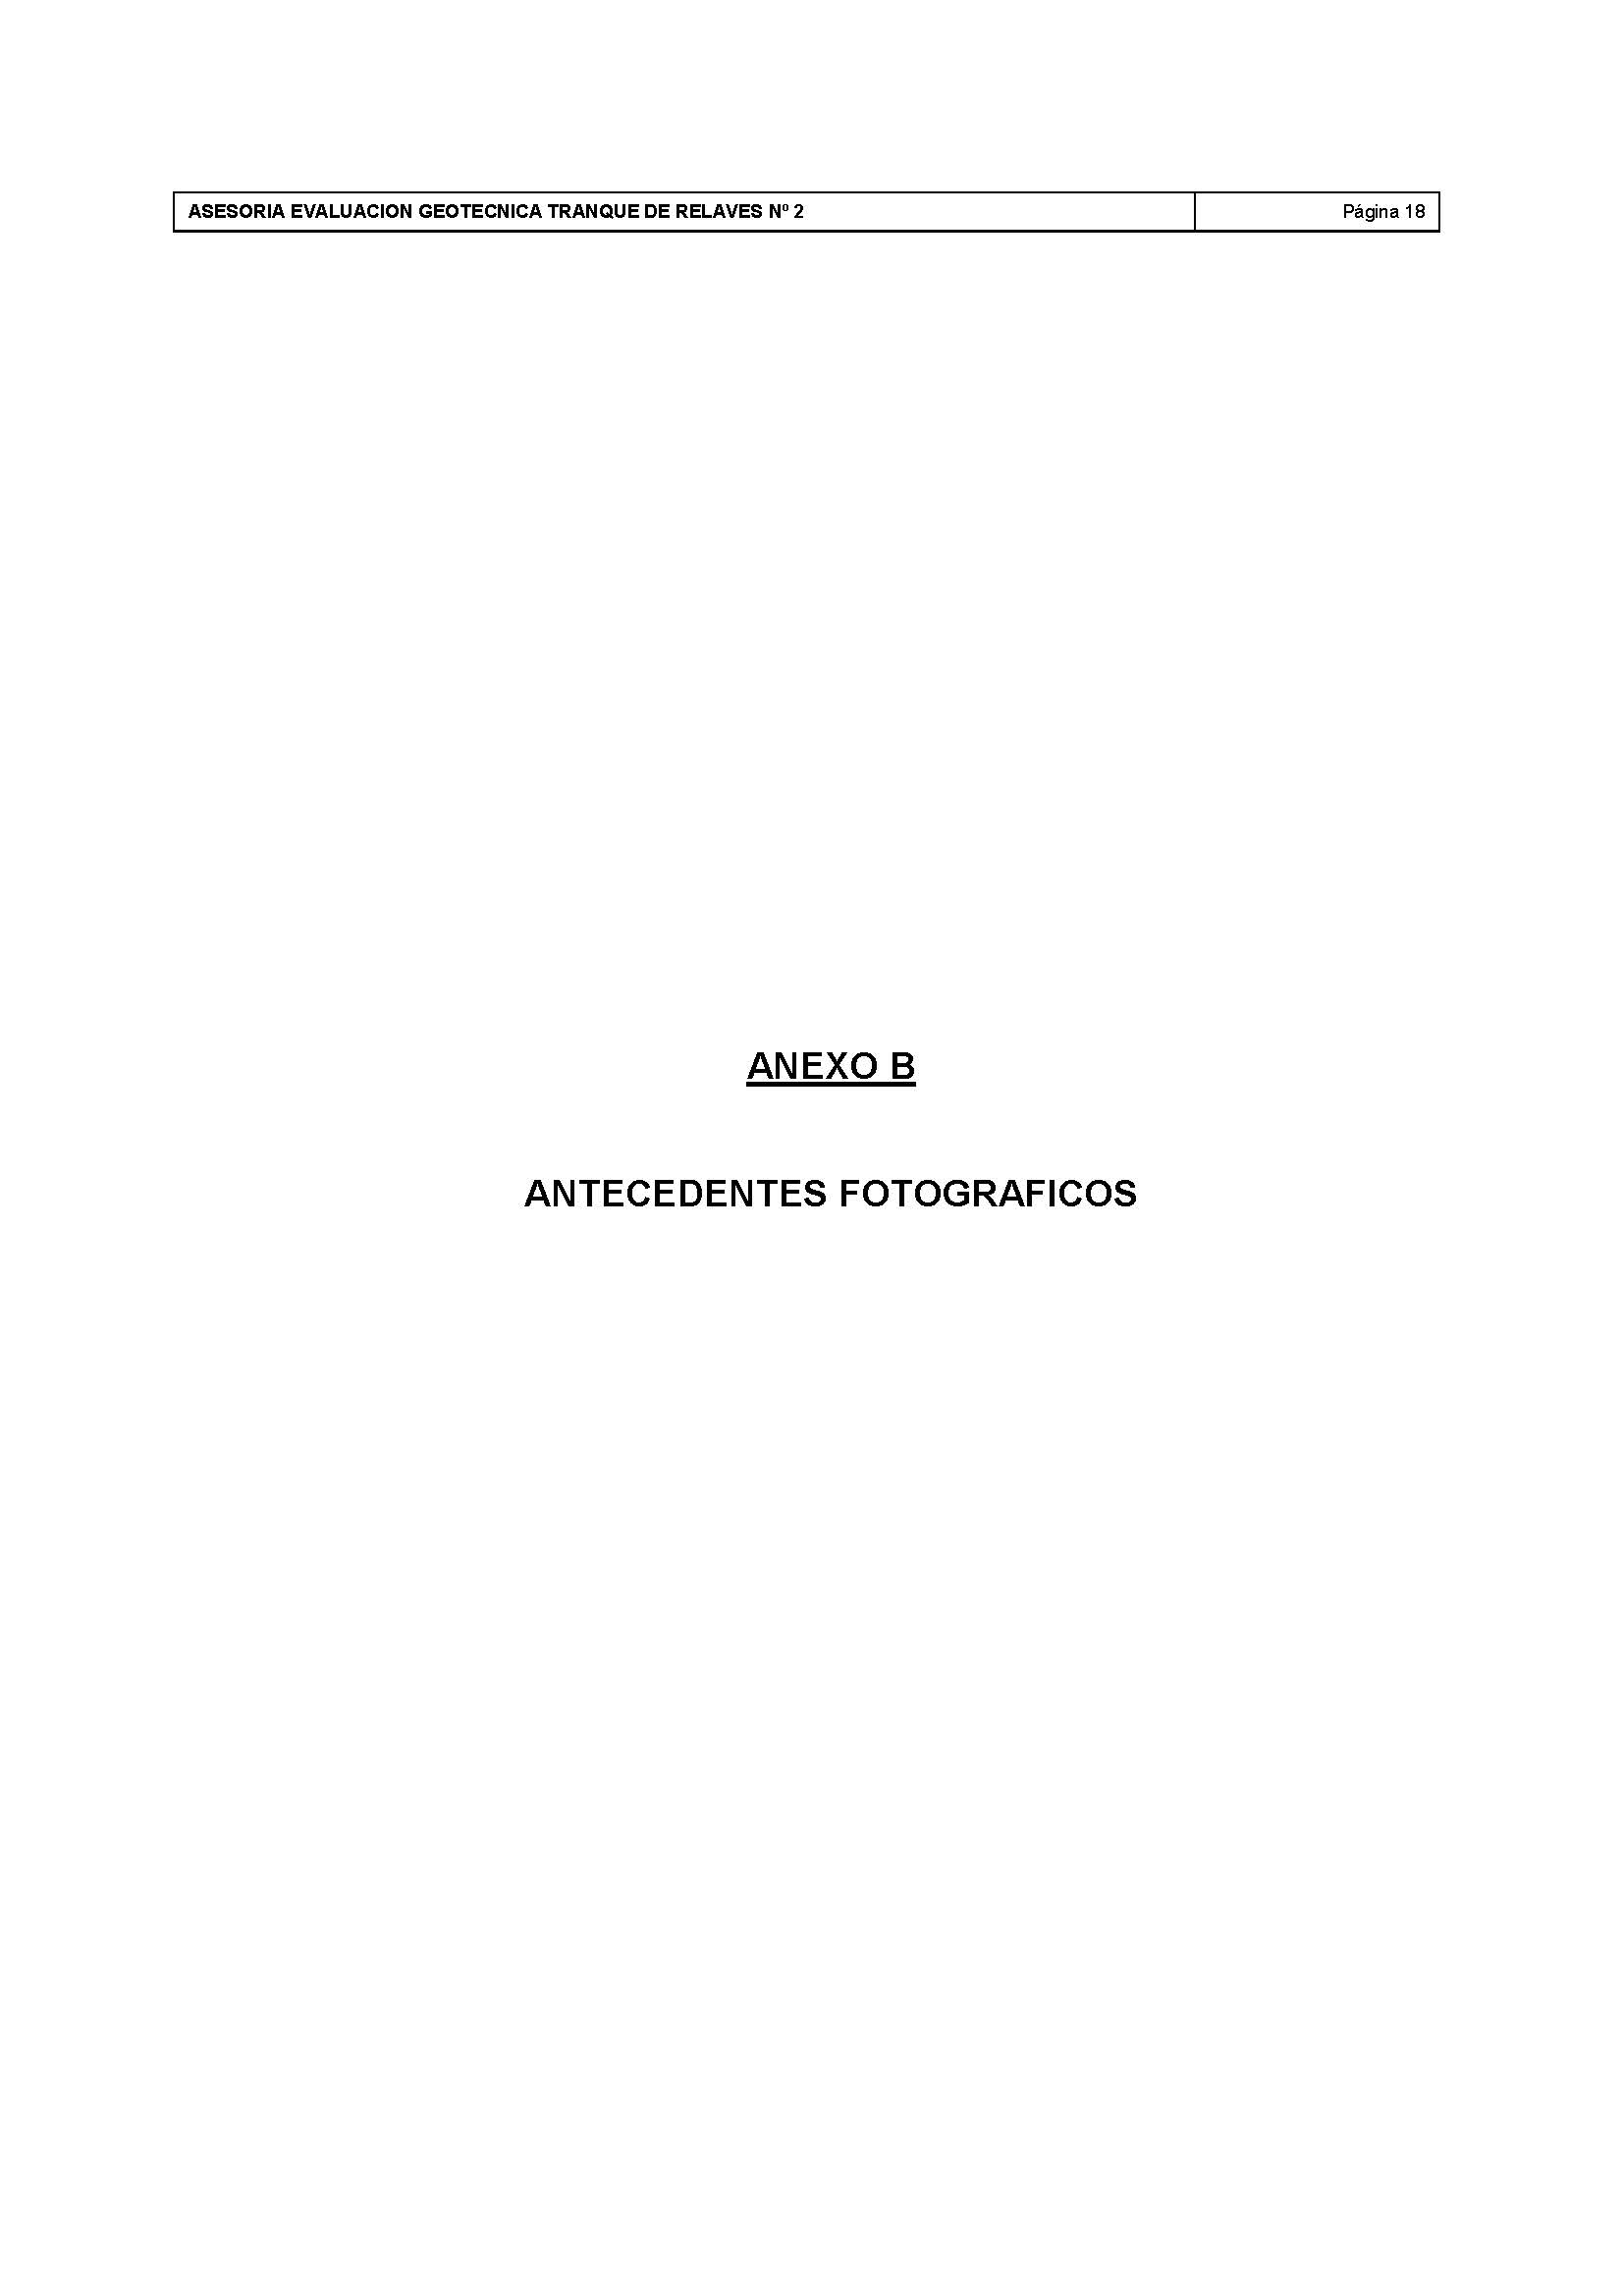 ASESORIA EVALUACION GEOTECNICA TRANQUE DE RELAVES Nº 2 Página 18
ANEXO B
ANTECEDENTES FOTOGRAFICOS